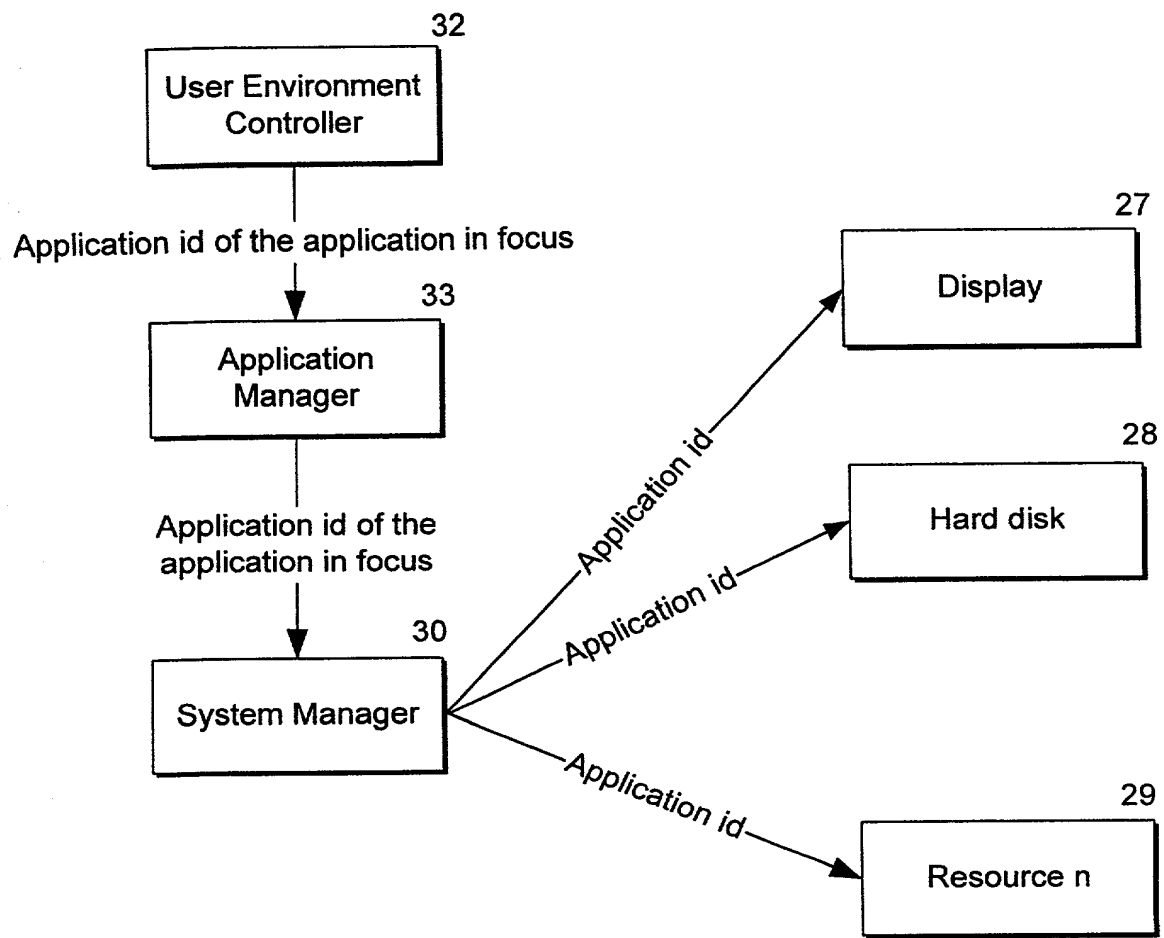 32
User Environment
Controller
Application id of the application in focus
33
Application
Manager
Application id of the
application in focus
30
System Manager
Application id
Application id
Application id
27
Display
28
Hard disk
29
Resource n